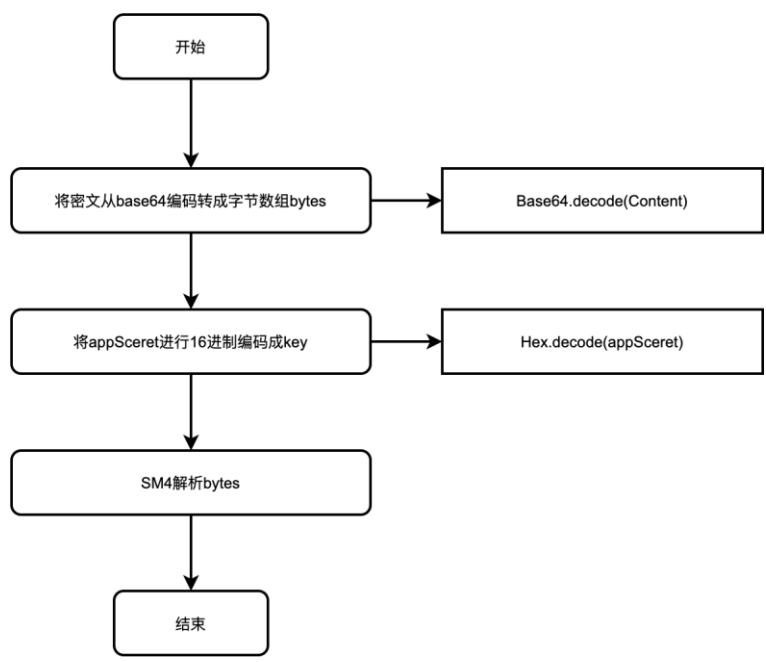 开始
将密文从base64编码转成字节数组bytes
Base64.decode(Content)
将appSceret进行16进制编码成key
Hex.decode(appSceret)
SM4解析bytes
结束